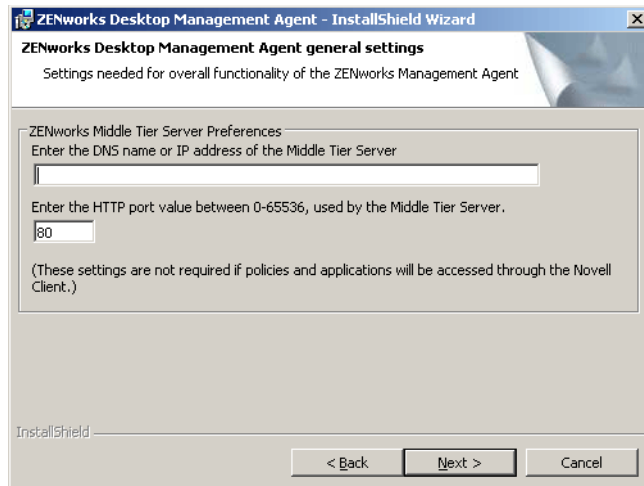 ZENworks Desktop Management Agent - InstallShield Wizard
ZENworks Desktop Management Agent general settings
Settings needed for overall functionality of the ZENworks Management Agent
ZENworks Middle Tier Server Preferences
Enter the DNS name or IP address of the Middle Tier Server
Enter the HTTP port value between 0-65536, used by the Middle Tier Server.
80
(These settings are not required if policies and applications will be accessed through the Novell
Client.)
InstallShield
< Back Next > Cancel